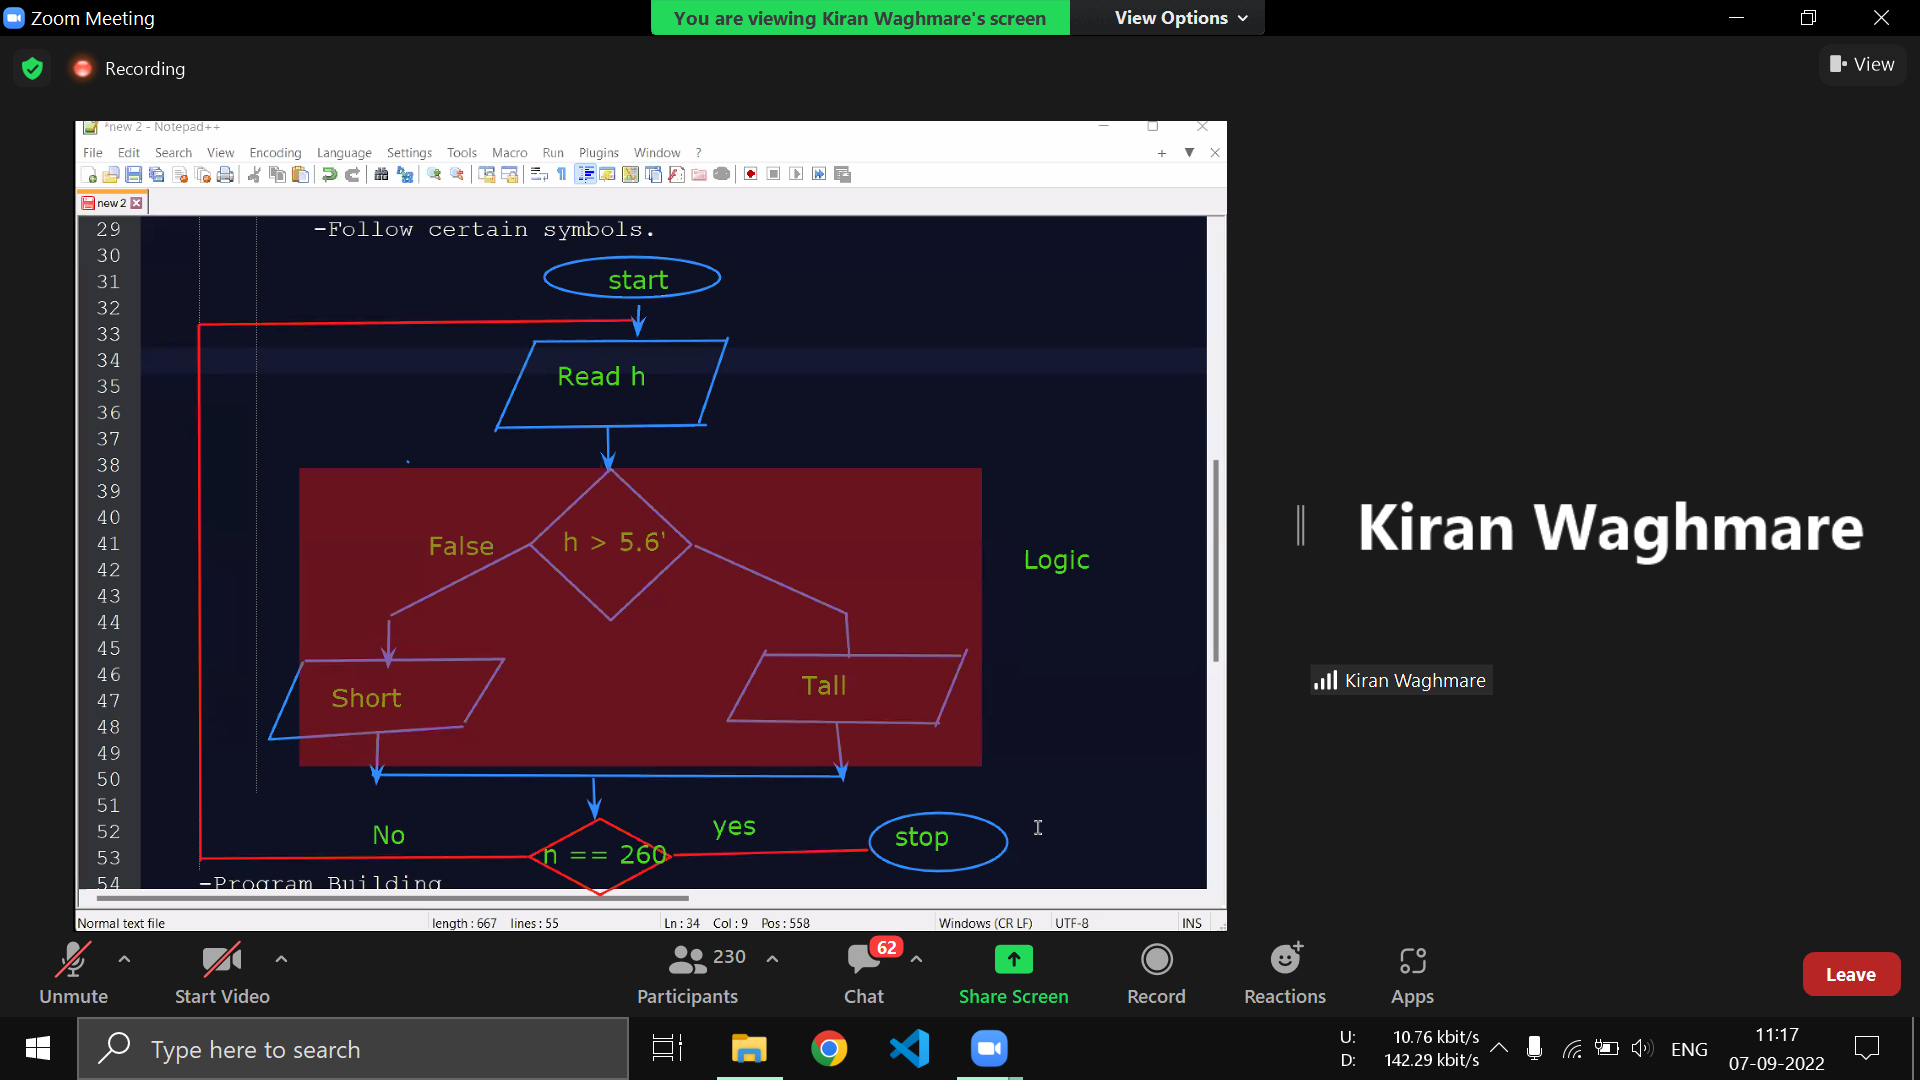 Zoom Meeting
You are viewing Kiran Waghmare's screen
View Options
Recording
View
*new 2 - Notepad++
File Edit Search View Encoding Language Settings Tools Macro Run Plugins Window ?
new 2
29 -Follow certain symbols.
30
31 start
32
33
34
35 Read h
36
37
38
39
40
41 False h > 5.6'
42 Logic
43
44
45
46
47 Short Tall
48
49
50
51
52 No yes stop
53 n == 260
54 -Program Building
Normal text file length : 667 lines : 55 Ln : 34 Col : 9 Pos : 558 Windows (CR LF) UTF-8 INS
Kiran Waghmare
Kiran Waghmare
Unmute
Start Video
230
Participants
62
Chat
Share Screen
Record
Reactions
Apps
Leave
Type here to search
U: 10.76 kbit/s
D: 142.29 kbit/s
ENG
11:17
07-09-2022